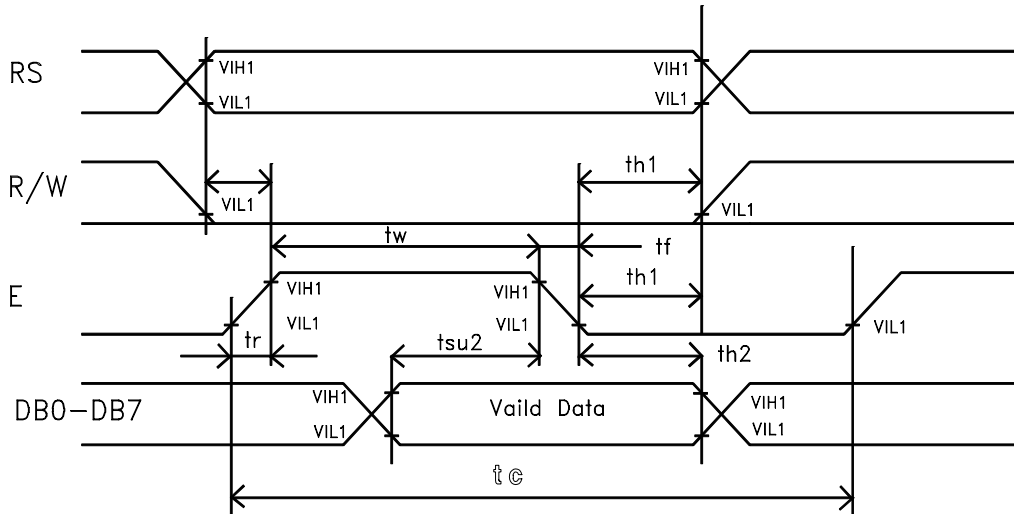 RS
VIH1
VIL1
VIH1
VIL1
R/W
VIL1
th1
VIL1
tw
tf
E
VIH1
VIL1
VIH1
VIL1
th1
VIL1
tr
tsu2
th2
DB0-DB7
VIH1
VIL1
Vaild Data
VIH1
VIL1
tc